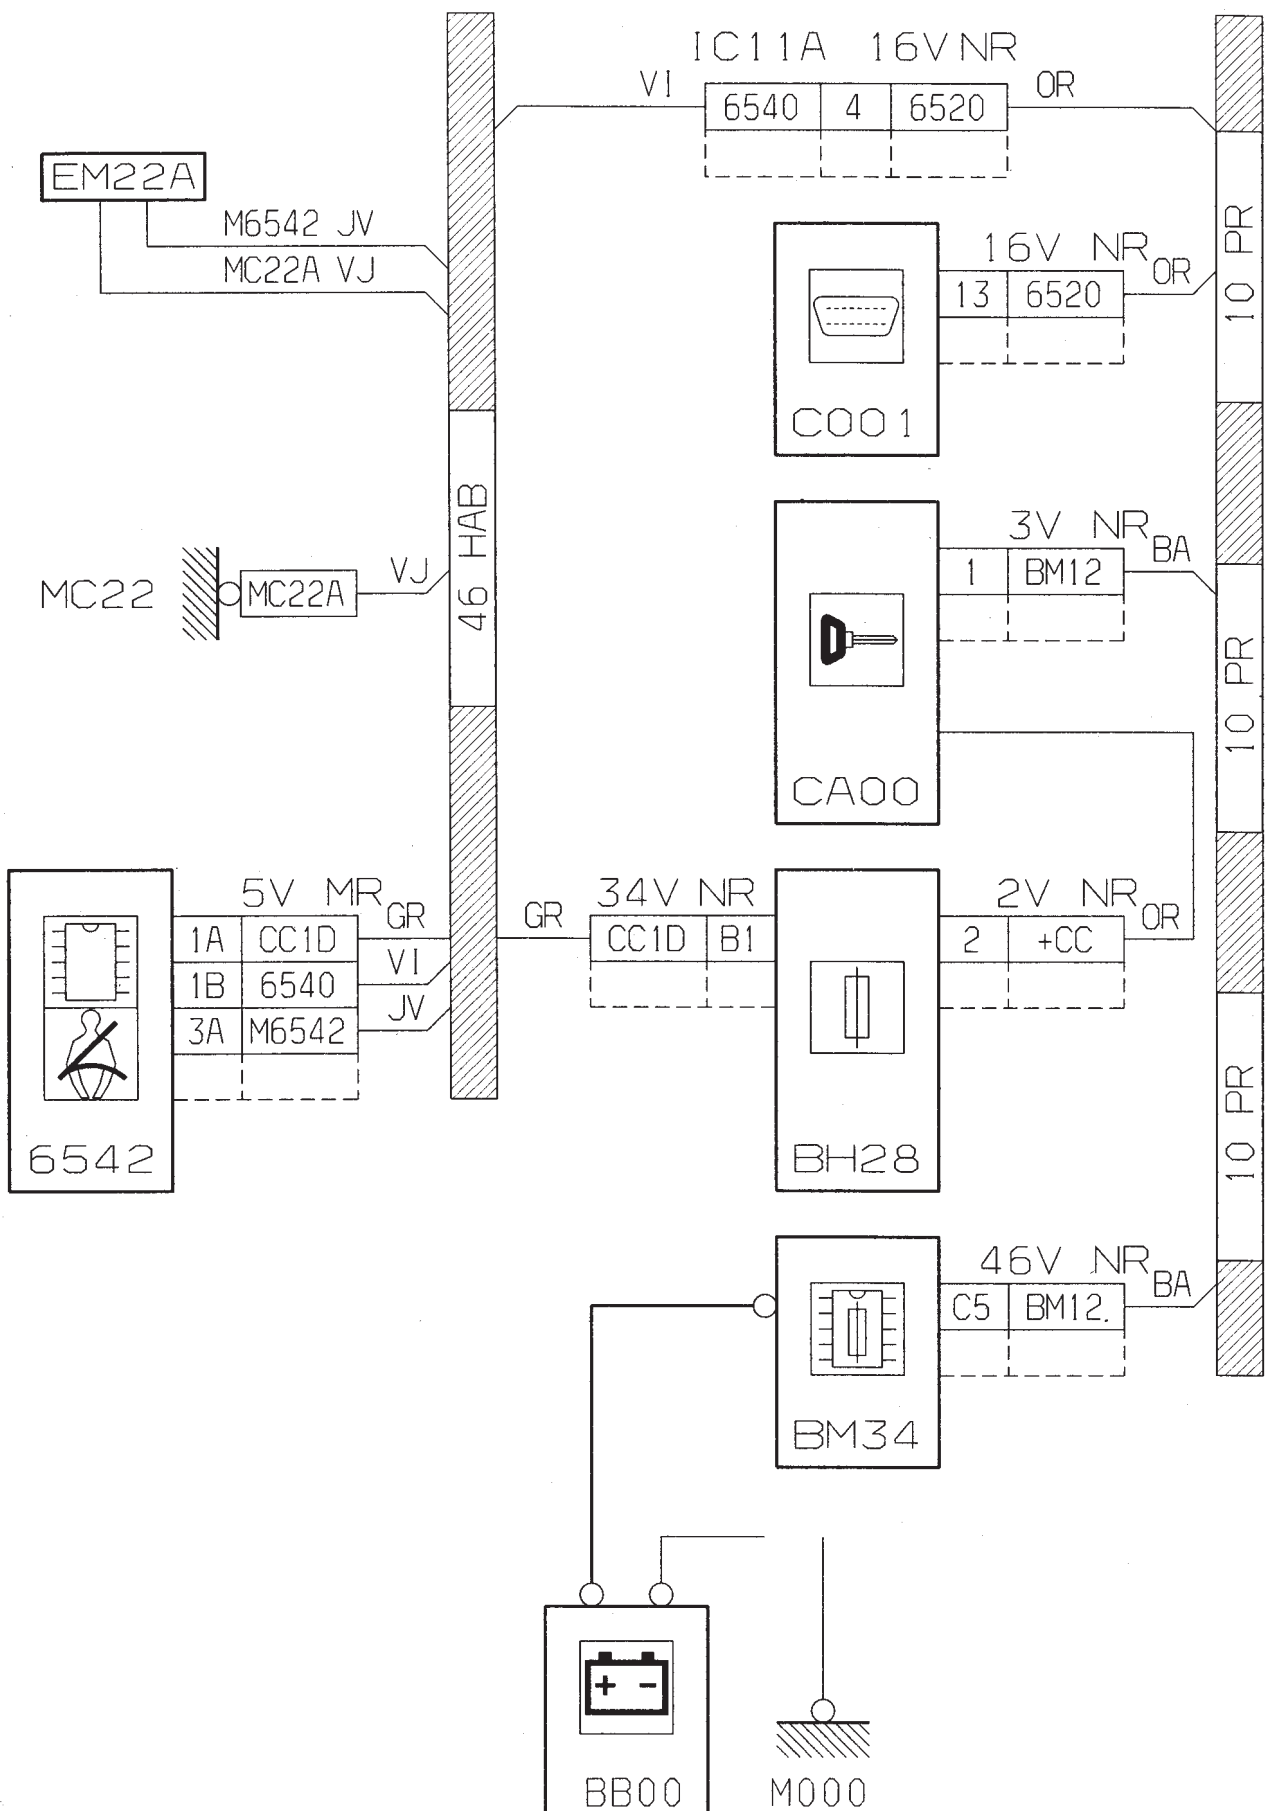 IC11A 16V NR
VI
6540 4 6520
OR
EM22A
M6542 JV
MC22A VJ
10 PR
16V NR
13 6520
OR
C001
46 HAB
3V NR
1 BM12
BA
MC22
MC22A
VJ
10 PR
CA00
5V MR
1A CC1D
GR
1B 6540
VI
3A M6542
JV
6542
GR
34V NR
CC1D B1
2V NR
2 +CC
OR
BH28
10 PR
46V NR
C5 BM12.
BA
BM34
+ -
BB00
M000